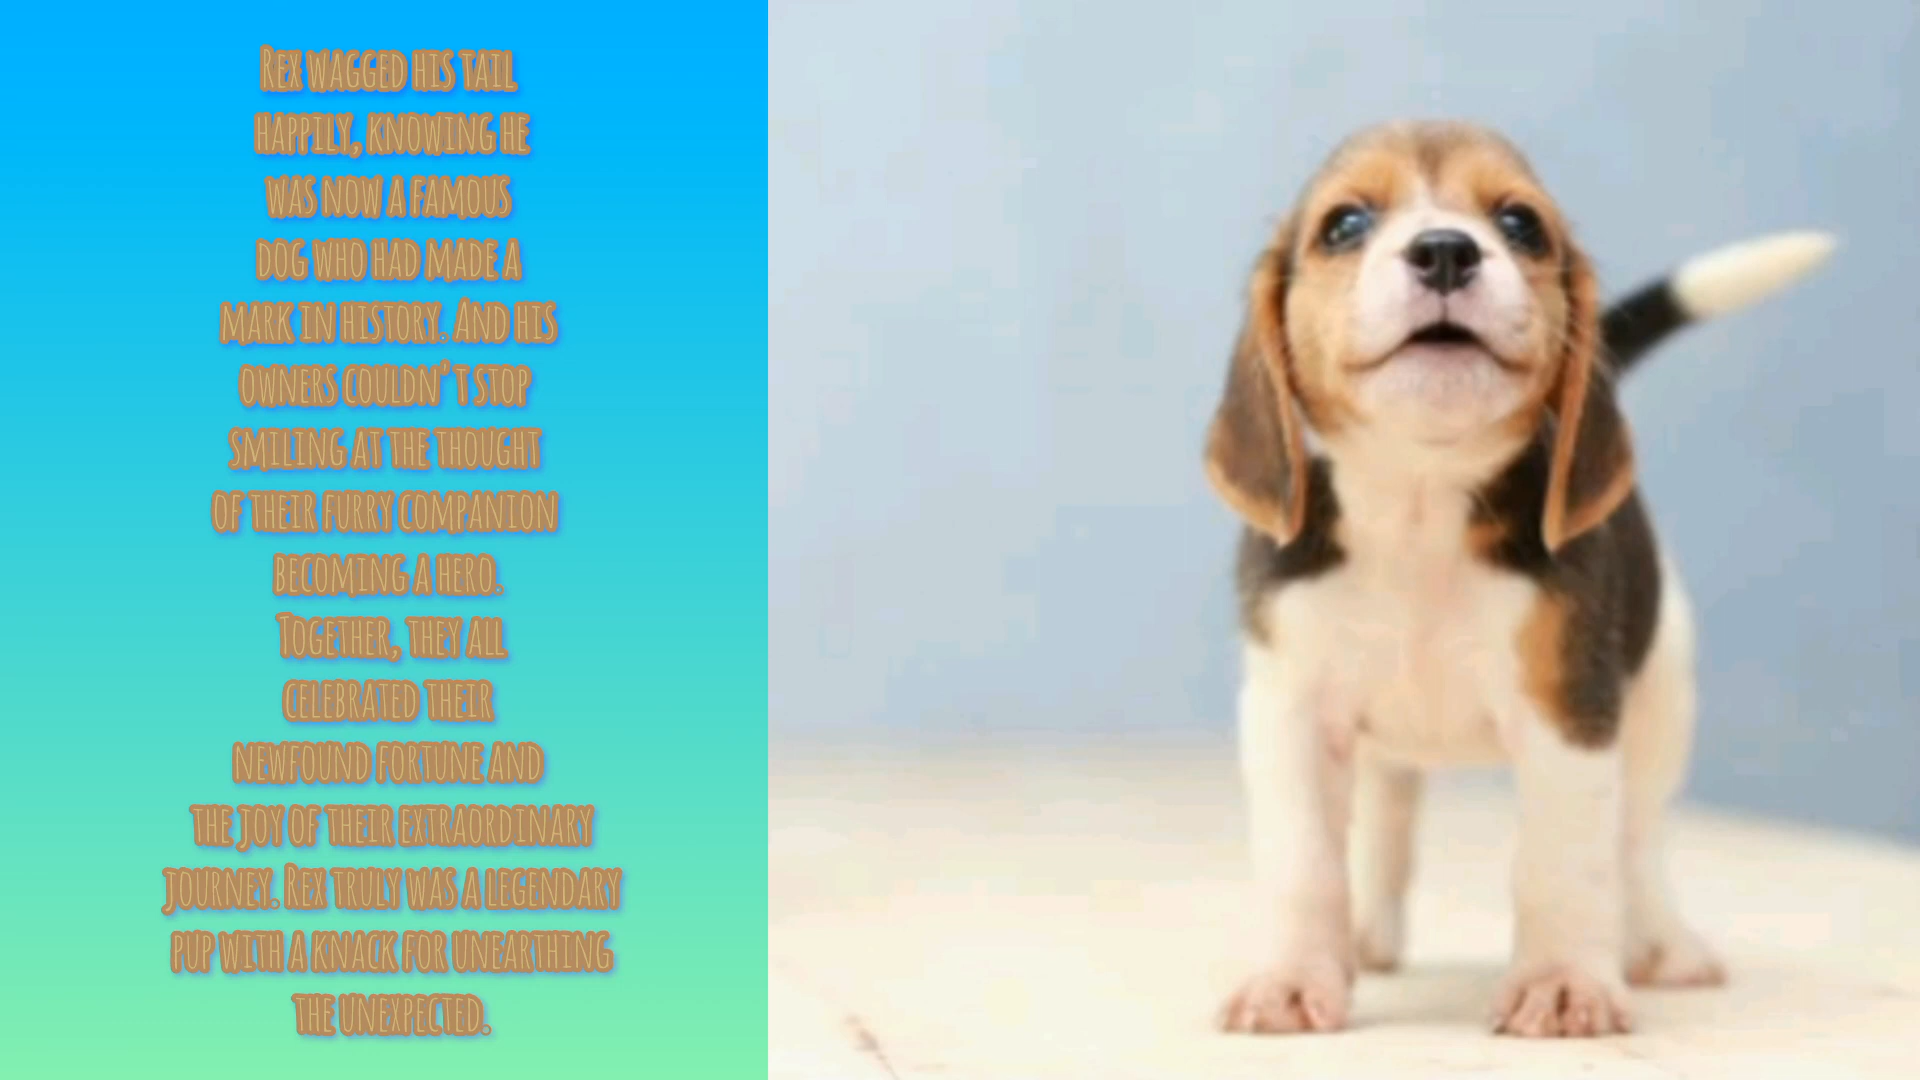 Rex wagged his tail
happily, knowing he
was now a famous
dog who had made a
mark in history. And his
owners couldn't stop
smiling at the thought
of their furry companion
becoming a hero.
Together, they all
celebrated their
newfound fortune and
the joy of their extraordinary
journey. Rex truly was a legendary
pup with a knack for unearthing
the unexpected.